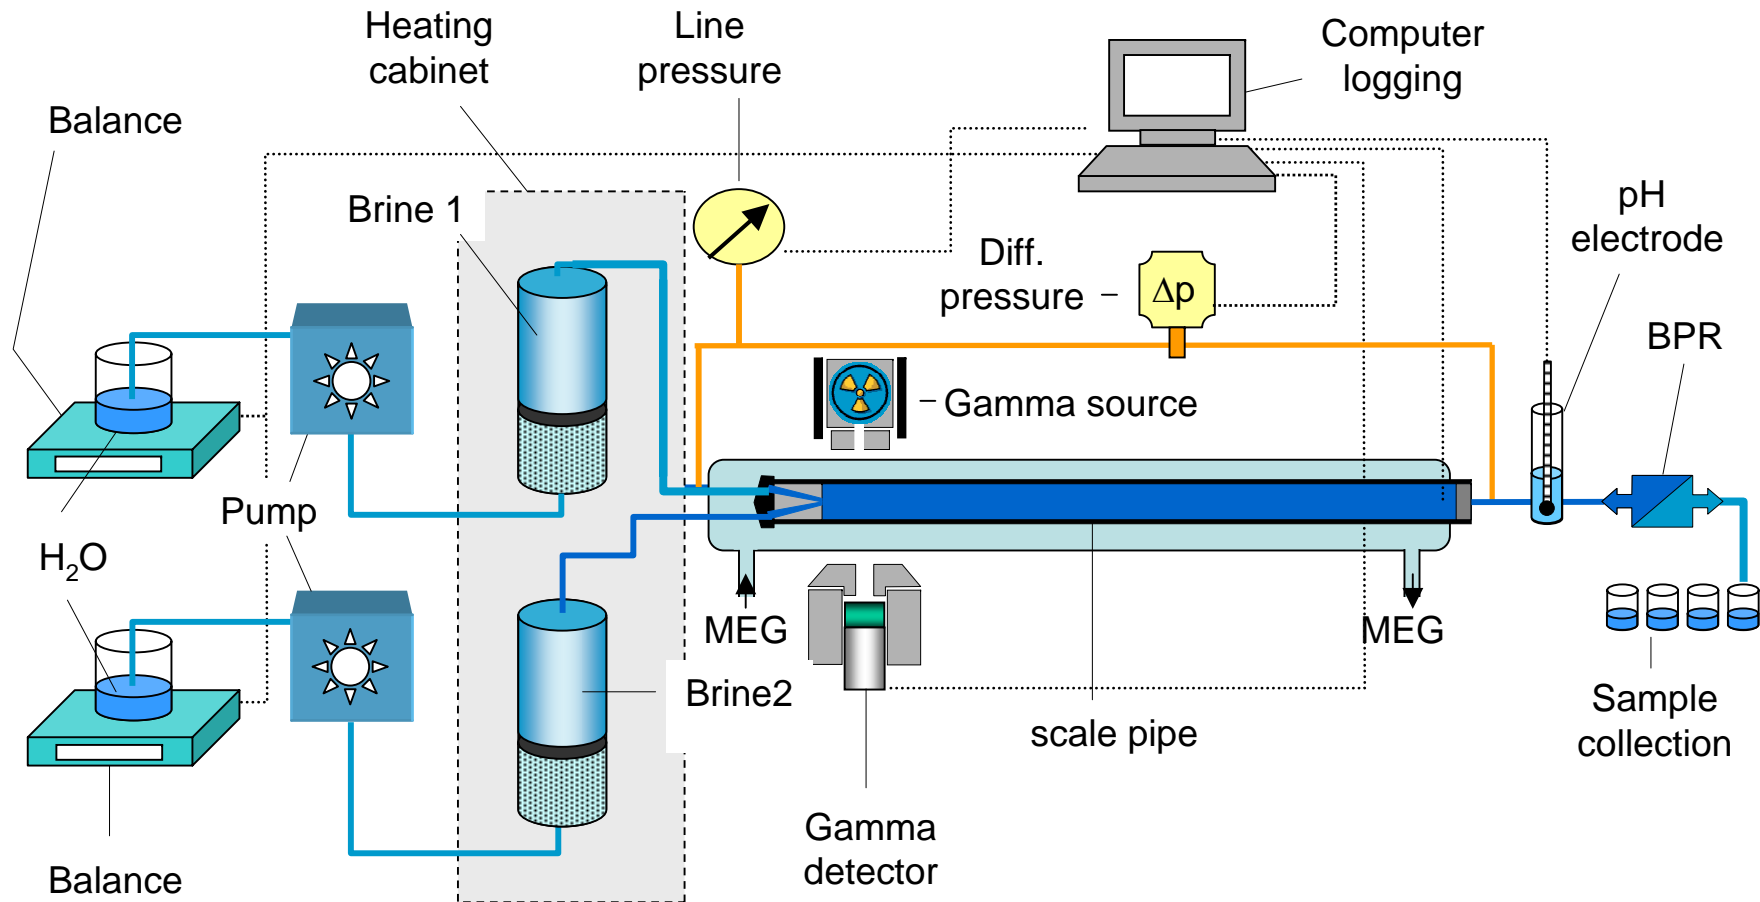 Heating
cabinet
Line
pressure
Computer
logging
Balance
Brine 1
pH
electrode
Diff.
pressure
Δp
BPR
Gamma source
Pump
H₂O
MEG
MEG
Brine2
scale pipe
Sample
collection
Gamma
detector
Balance